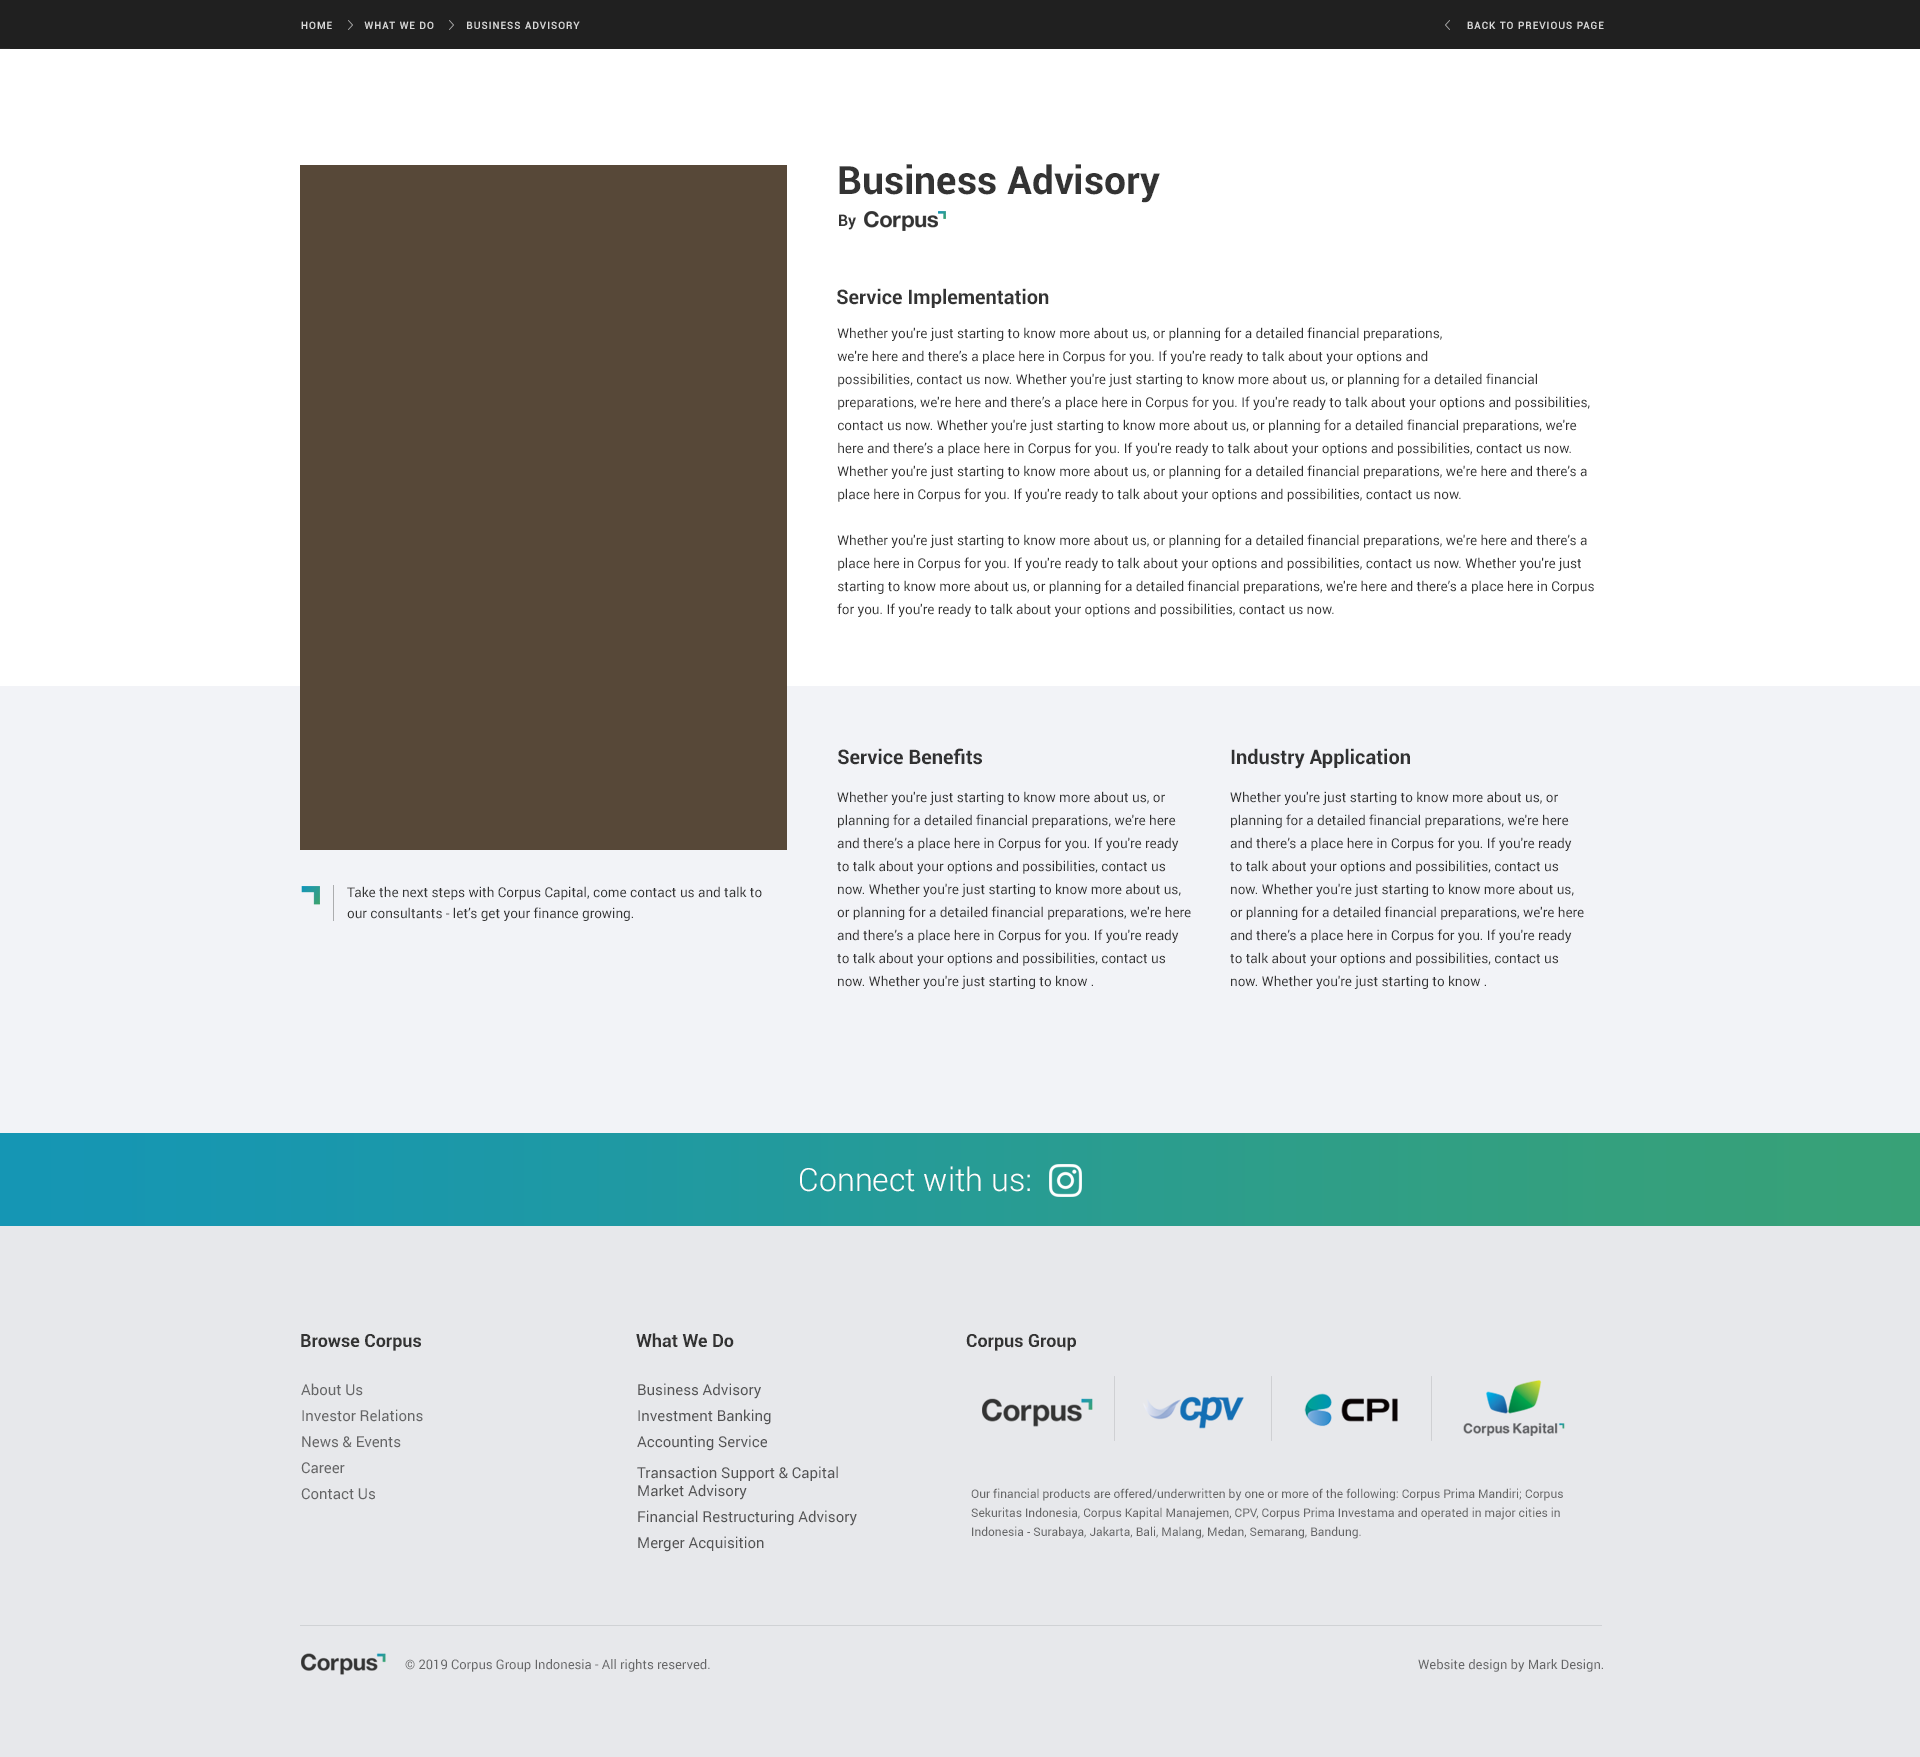 HOME
WHAT WE DO
BUSINESS ADVISORY
BACK TO PREVIOUS PAGE
Business Advisory
By Corpus
Service Implementation
Whether you're just starting to know more about us, or planning for a detailed financial preparations,
we're here and there's a place here in Corpus for you. If you're ready to talk about your options and
possibilities, contact us now. Whether you're just starting to know more about us, or planning for a detailed financial
preparations, we're here and there's a place here in Corpus for you. If you're ready to talk about your options and possibilities,
contact us now. Whether you're just starting to know more about us, or planning for a detailed financial preparations, we're
here and there's a place here in Corpus for you. If you're ready to talk about your options and possibilities, contact us now.
Whether you're just starting to know more about us, or planning for a detailed financial preparations, we're here and there's a
place here in Corpus for you. If you're ready to talk about your options and possibilities, contact us now.
Whether you're just starting to know more about us, or planning for a detailed financial preparations, we're here and there's a
place here in Corpus for you. If you're ready to talk about your options and possibilities, contact us now. Whether you're just
starting to know more about us, or planning for a detailed financial preparations, we're here and there's a place here in Corpus
for you. If you're ready to talk about your options and possibilities, contact us now.
Take the next steps with Corpus Capital, come contact us and talk to
our consultants - let's get your finance growing.
Service Benefits
Whether you're just starting to know more about us, or
planning for a detailed financial preparations, we're here
and there's a place here in Corpus for you. If you're ready
to talk about your options and possibilities, contact us
now. Whether you're just starting to know more about us,
or planning for a detailed financial preparations, we're here
and there's a place here in Corpus for you. If you're ready
to talk about your options and possibilities, contact us
now. Whether you're just starting to know .
Industry Application
Whether you're just starting to know more about us, or
planning for a detailed financial preparations, we're here
and there's a place here in Corpus for you. If you're ready
to talk about your options and possibilities, contact us
now. Whether you're just starting to know more about us,
or planning for a detailed financial preparations, we're here
and there's a place here in Corpus for you. If you're ready
to talk about your options and possibilities, contact us
now. Whether you're just starting to know .
Connect with us:
Browse Corpus
About Us
Investor Relations
News & Events
Career
Contact Us
What We Do
Business Advisory
Investment Banking
Accounting Service
Transaction Support & Capital
Market Advisory
Financial Restructuring Advisory
Merger Acquisition
Corpus Group
Corpus
cpv
CPI
Corpus Kapital
Our financial products are offered/underwritten by one or more of the following: Corpus Prima Mandiri; Corpus
Sekuritas Indonesia, Corpus Kapital Manajemen, CPV, Corpus Prima Investama and operated in major cities in
Indonesia - Surabaya, Jakarta, Bali, Malang, Medan, Semarang, Bandung.
Corpus
© 2019 Corpus Group Indonesia - All rights reserved.
Website design by Mark Design.